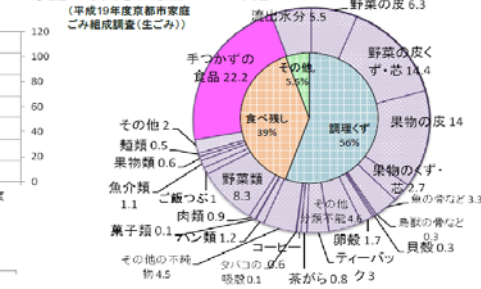 (平成19年度京都市家庭
ごみ組成調査(生ごみ))
120
100
80
60
40
20
0
流出水分 5.5
野菜の皮 6.3
野菜の皮く
ず・芯 14.4
果物の皮 14
果物のくず・
芯 2.7
魚の骨など 3.3
鳥獣の骨など
0.3
貝殻 0.3
卵殻 1.7
ティーバッ
グ3
茶がら 0.8
コーヒー
0.6
タバコの
吸殻 0.1
その他
分類不能 4.6
その他の不純
物 4.5
パン類 1.2
菓子類 0.1
肉類 0.9
ご飯つぶ 1
野菜類
8.3
魚介類
1.1
果物類 0.6
麺類 0.5
その他 2
手つかずの
食品 22.2
その他,
5.5%
食べ残し
39%
調理くず
56%